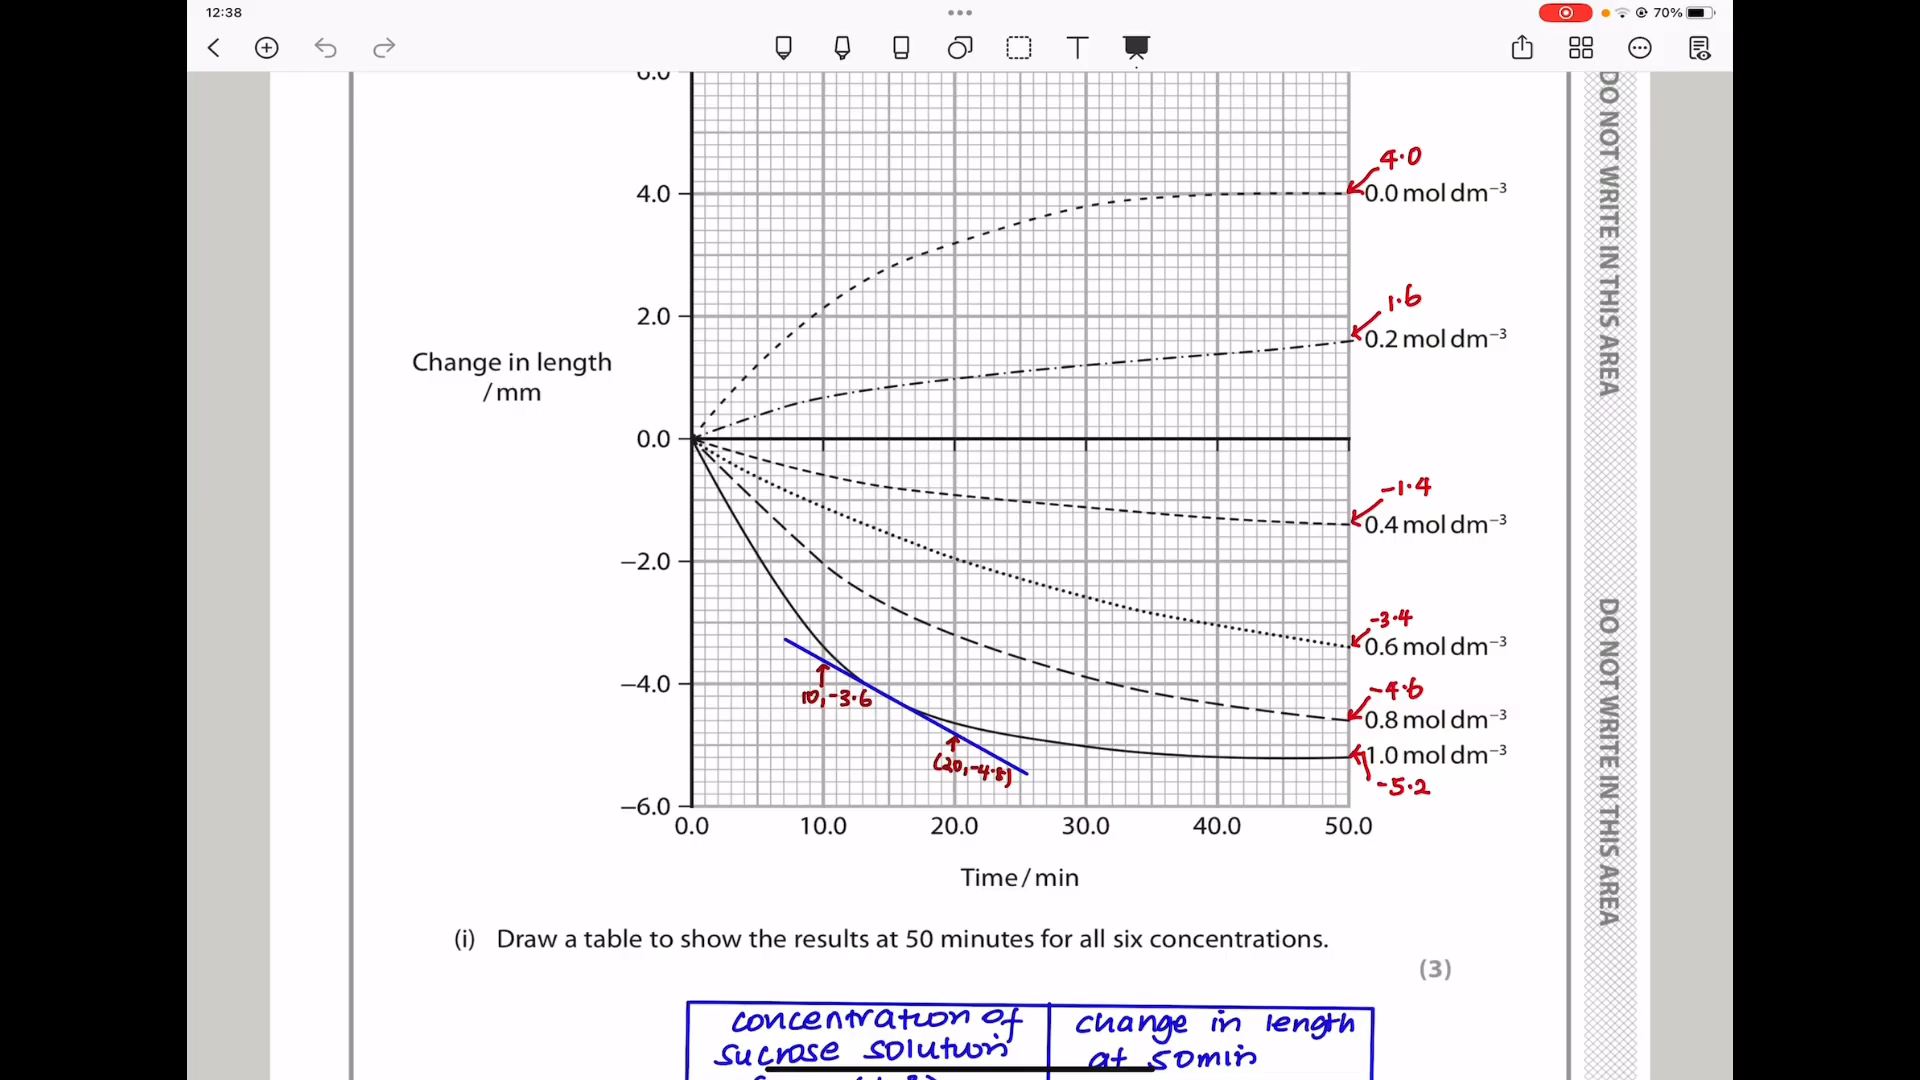 12:38
70%
6.0
4.0
4.0
0.0 mol dm⁻³
1.6
2.0
0.2 mol dm⁻³
Change in length
/ mm
0.0
-1.4
0.4 mol dm⁻³
−2.0
-3.4
0.6 mol dm⁻³
−4.0
10, -3.6
-4.6
0.8 mol dm⁻³
(20, -4.8)
1.0 mol dm⁻³
-5.2
−6.0
0.0 10.0 20.0 30.0 40.0 50.0
Time / min
(i) Draw a table to show the results at 50 minutes for all six concentrations.
(3)
concentration of
sucrose solution
change in length
at 50min
DO NOT WRITE IN THIS AREA
DO NOT WRITE IN THIS AREA